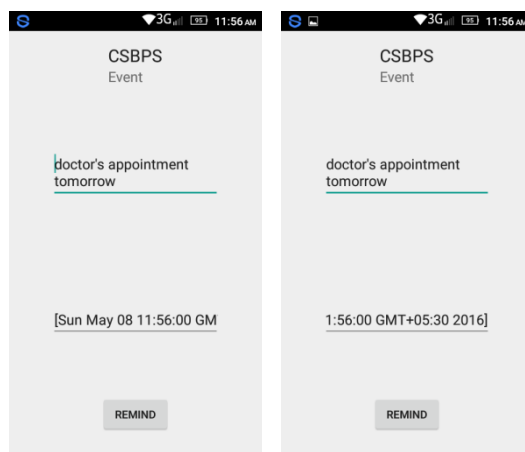 3G 95 11:56 AM
CSBPS
Event
doctor's appointment
tomorrow
[Sun May 08 11:56:00 GM
REMIND
3G 95 11:56 AM
CSBPS
Event
doctor's appointment
tomorrow
1:56:00 GMT+05:30 2016]
REMIND